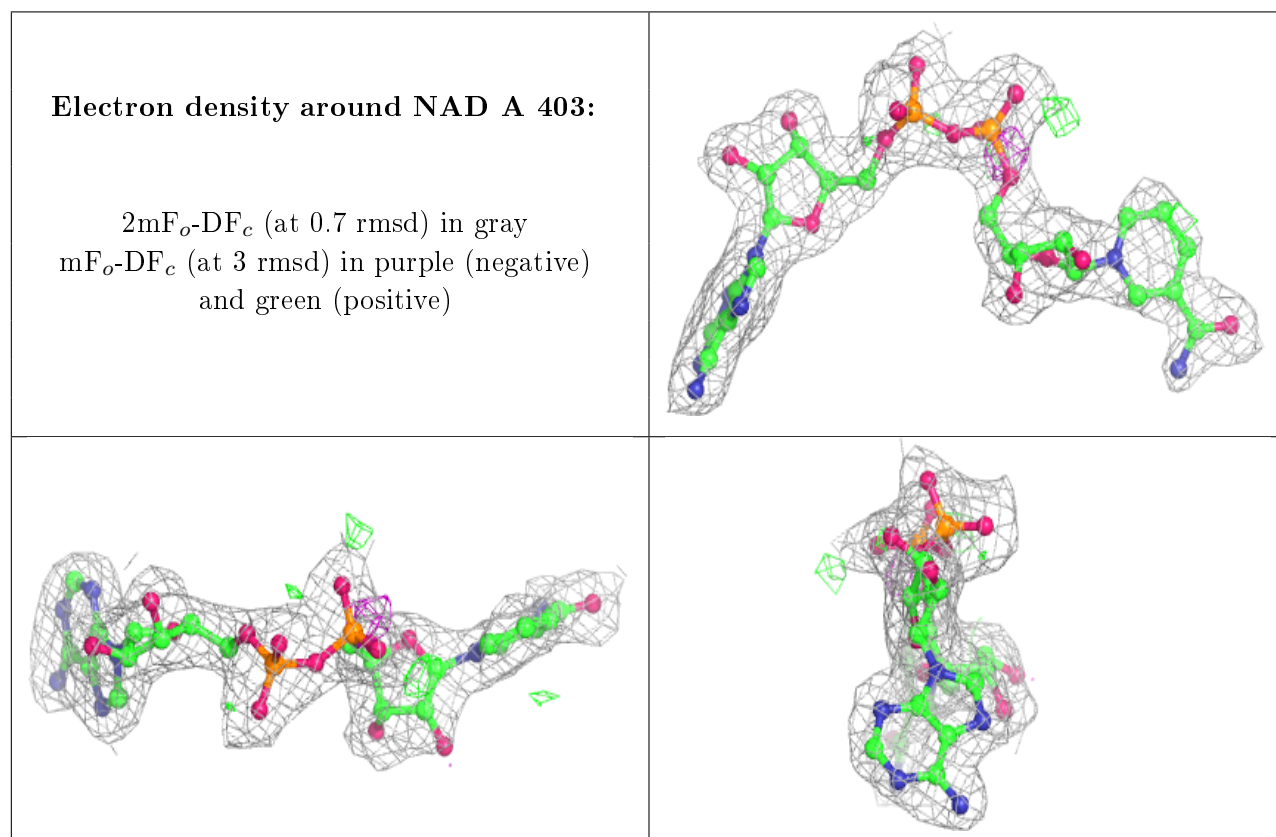 Electron density around NAD A 403:
2mFo-DFc (at 0.7 rmsd) in gray
mFo-DFc (at 3 rmsd) in purple (negative)
and green (positive)